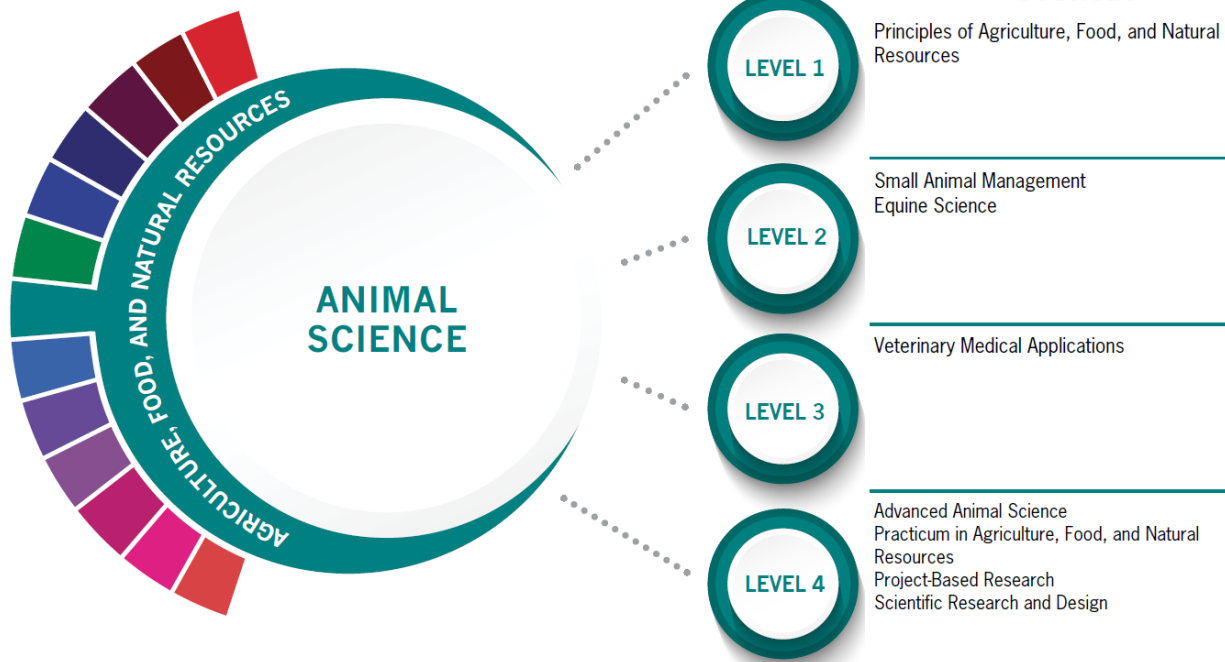 AGRICULTURE, FOOD, AND NATURAL RESOURCES
ANIMAL
SCIENCE
LEVEL 1
Principles of Agriculture, Food, and Natural
Resources
LEVEL 2
Small Animal Management
Equine Science
LEVEL 3
Veterinary Medical Applications
LEVEL 4
Advanced Animal Science
Practicum in Agriculture, Food, and Natural
Resources
Project-Based Research
Scientific Research and Design